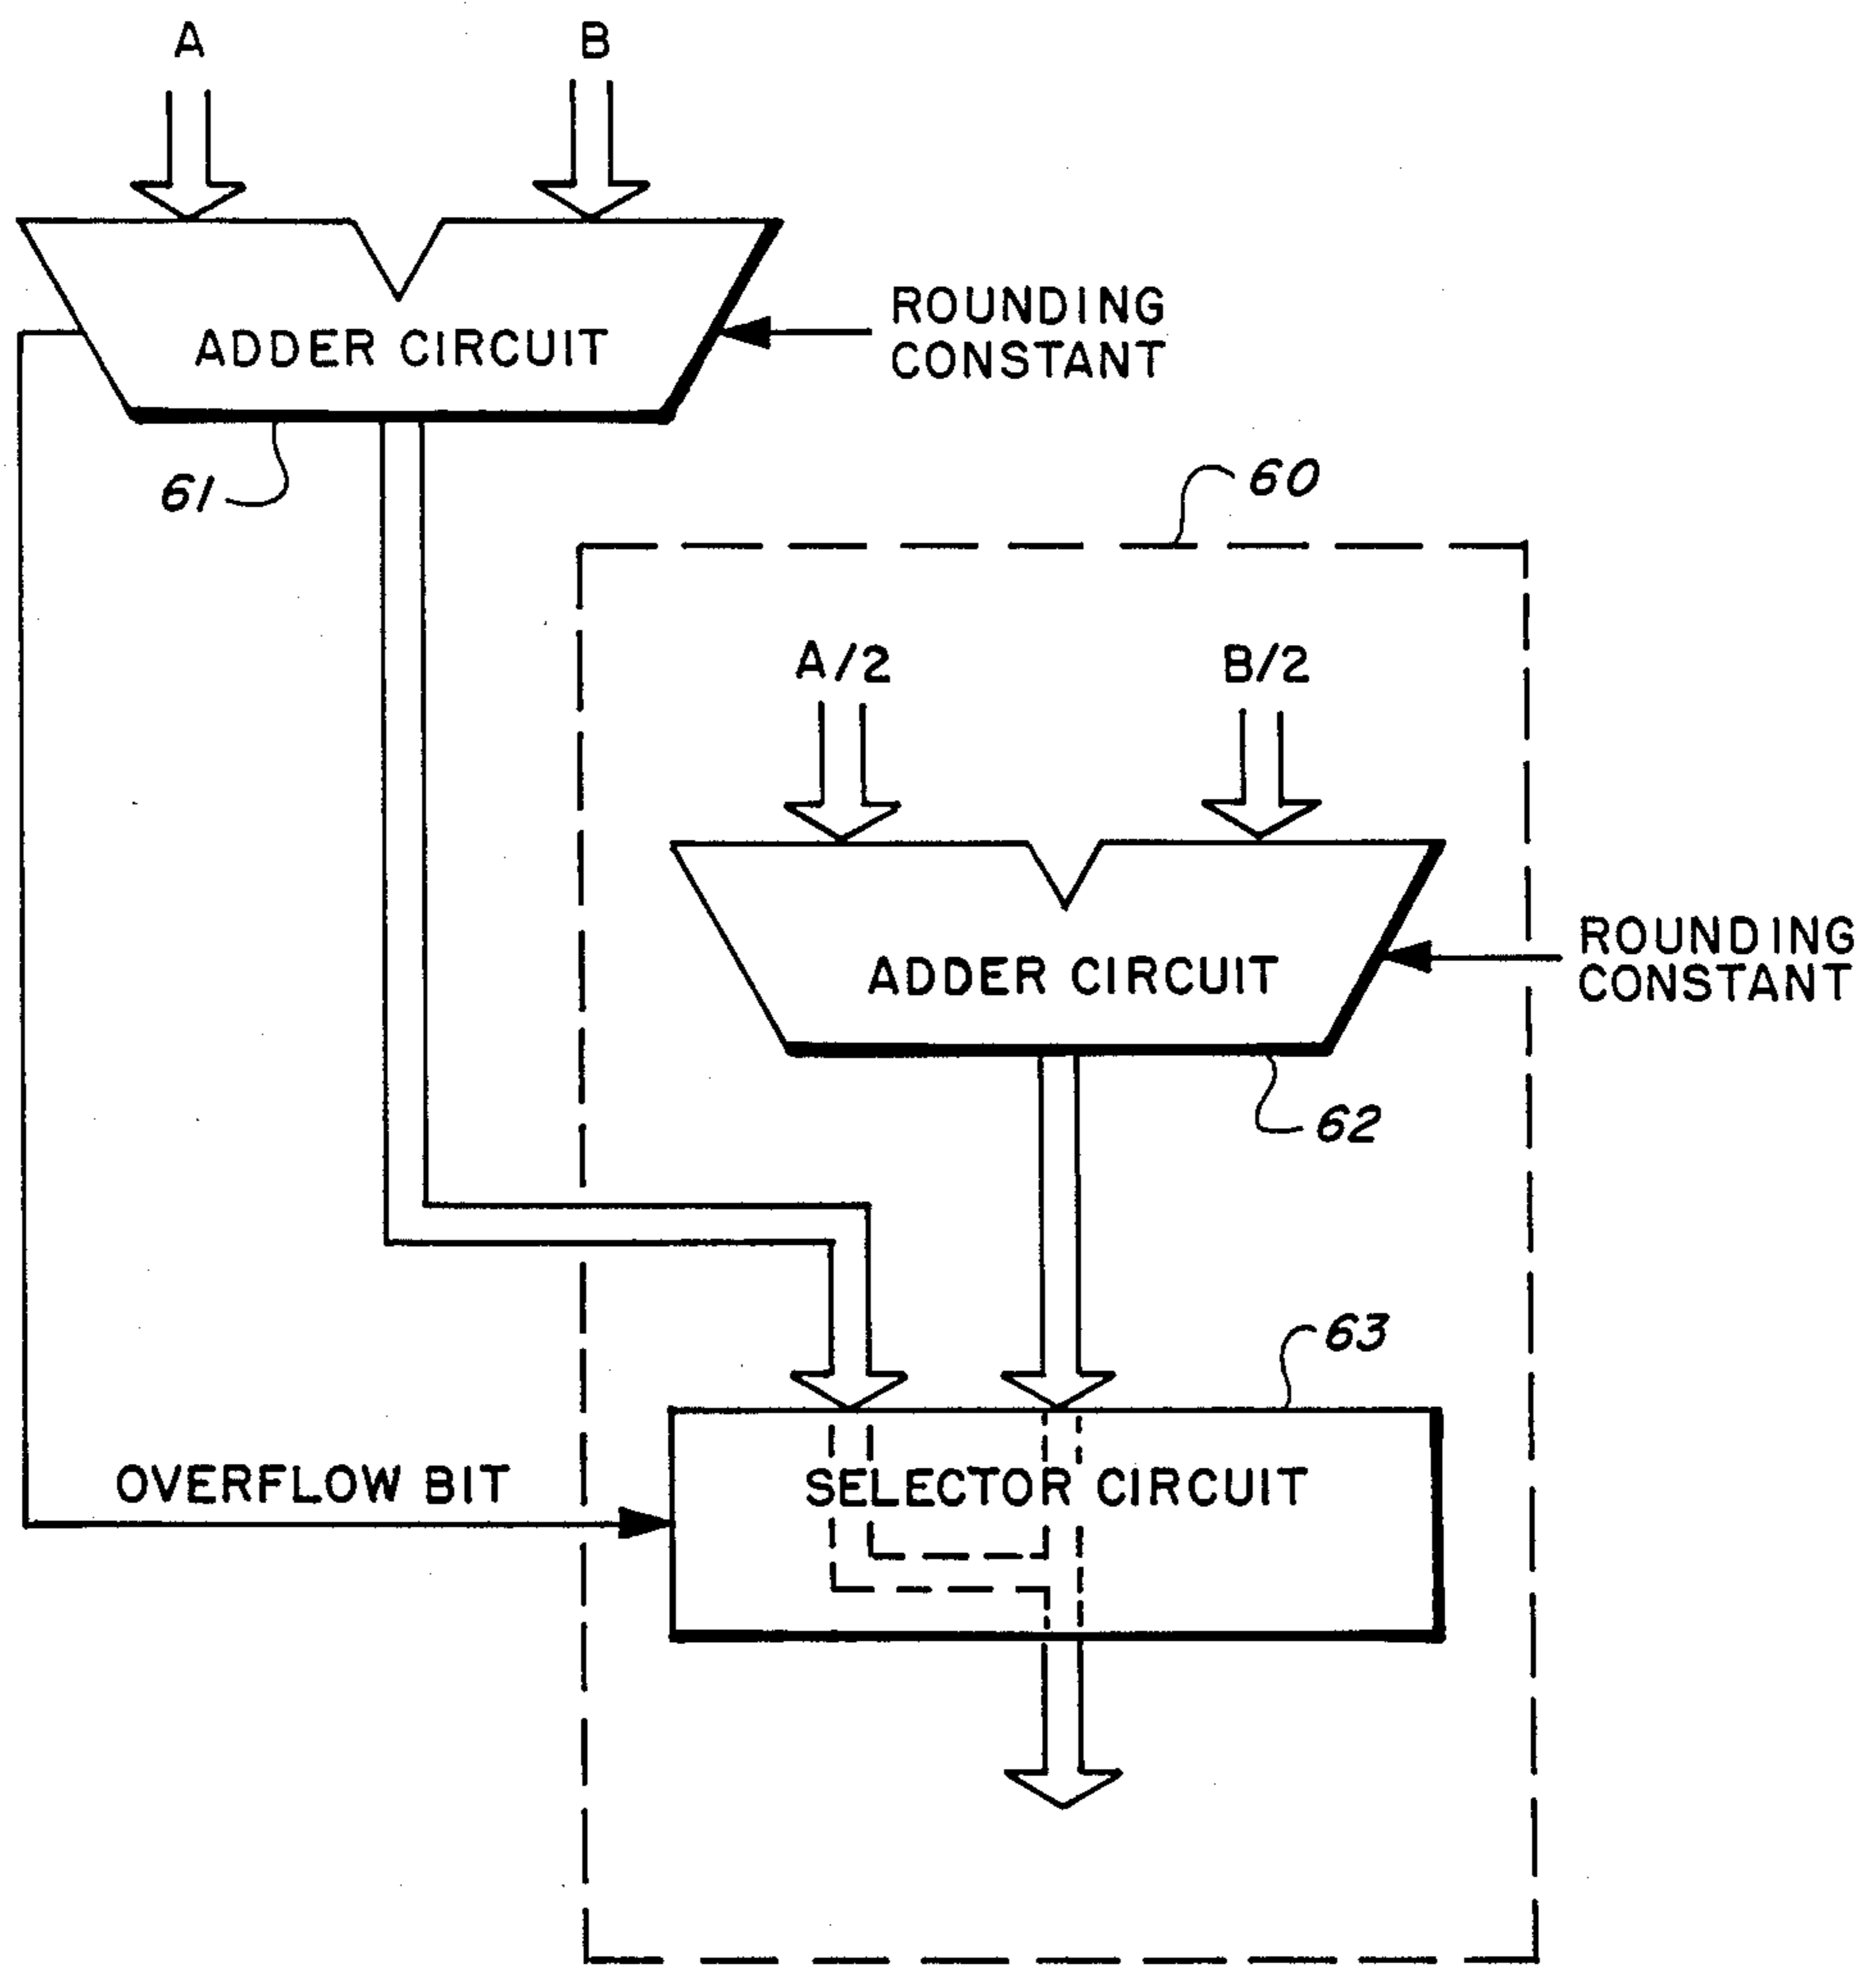 A
B
ROUNDING
CONSTANT
ADDER CIRCUIT
61
60
A/2
B/2
ROUNDING
CONSTANT
ADDER CIRCUIT
62
63
OVERFLOW BIT
SELECTOR CIRCUIT